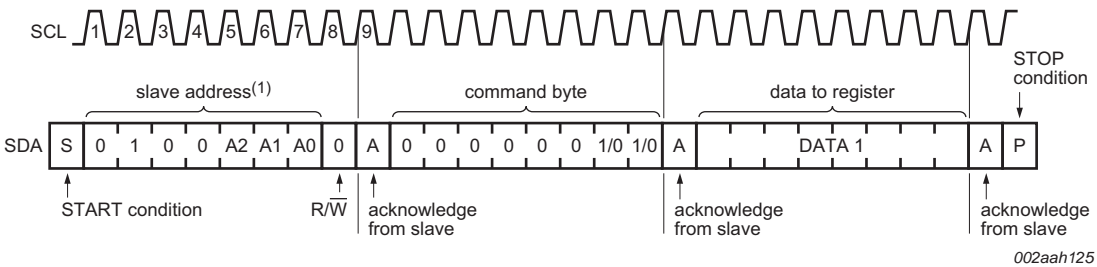 SCL 1 2 3 4 5 6 7 8 9
STOP
condition
slave address(1) command byte data to register
SDA S 0 1 0 0 A2 A1 A0 0 A 0 0 0 0 0 0 1/0 1/0 A DATA 1 A P
START condition R/W̅ acknowledge acknowledge acknowledge
from slave from slave from slave
002aah125